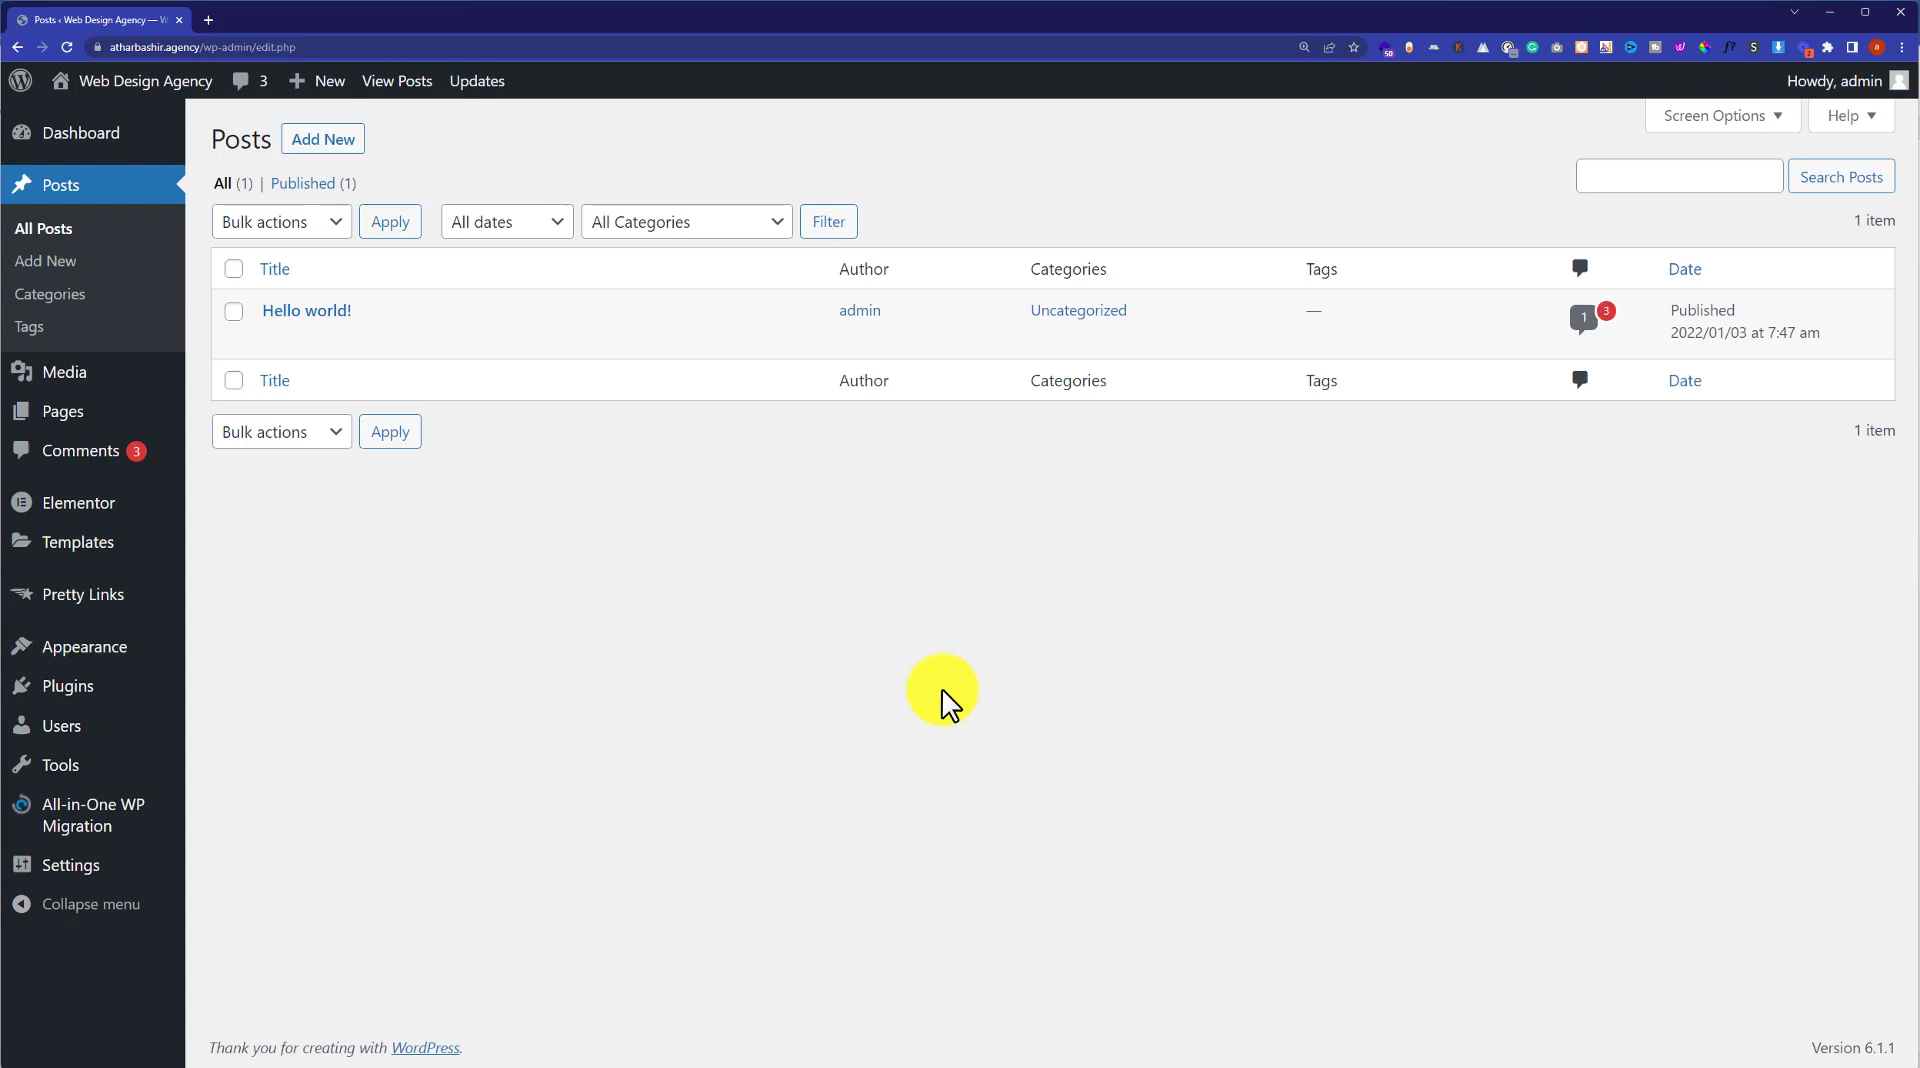 Posts ‹ Web Design Agency — W
atharbashir.agency/wp-admin/edit.php
50
2
a
Web Design Agency
3
New
View Posts
Updates
Howdy, admin
Screen Options
Help
Dashboard
Posts
All Posts
Add New
Categories
Tags
Media
Pages
Comments 3
Elementor
Templates
Pretty Links
Appearance
Plugins
Users
Tools
All-in-One WP
Migration
Settings
Collapse menu
Posts Add New
All (1) | Published (1)
Search Posts
Bulk actions Apply All dates All Categories Filter 1 item
Title Author Categories Tags Date
Hello world! admin Uncategorized — 1 3 Published
2022/01/03 at 7:47 am
Title Author Categories Tags Date
Bulk actions Apply 1 item
Thank you for creating with WordPress.
Version 6.1.1